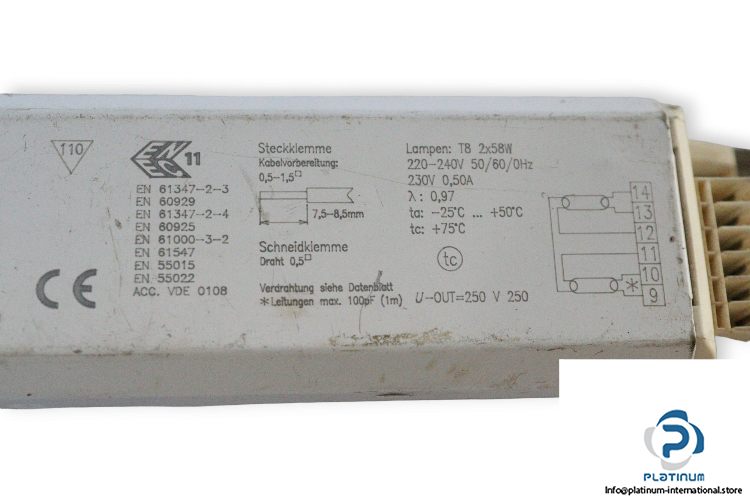 110
ENEC 11
EN 61347-2-3
EN 60929
EN 61347-2-4
EN 60925
EN 61000-3-2
EN 61547
EN 55015
EN 55022
ACC. VDE 0108
CE
Steckklemme
Kabelvorbereitung:
0,5-1,5□
7,5-8,5mm
Schneidklemme
Draht 0,5□
Verdrahtung siehe Datenblatt
*Leitungen max. 100pF (1m)
Lampen: T8 2x58W
220-240V 50/60/0Hz
230V 0,50A
λ: 0,97
ta: -25°C ... +50°C
tc: +75°C
tc
U-OUT=250 V 250
14
13
12
11
10
* 9
PLATINUM
Info@platinum-international.store